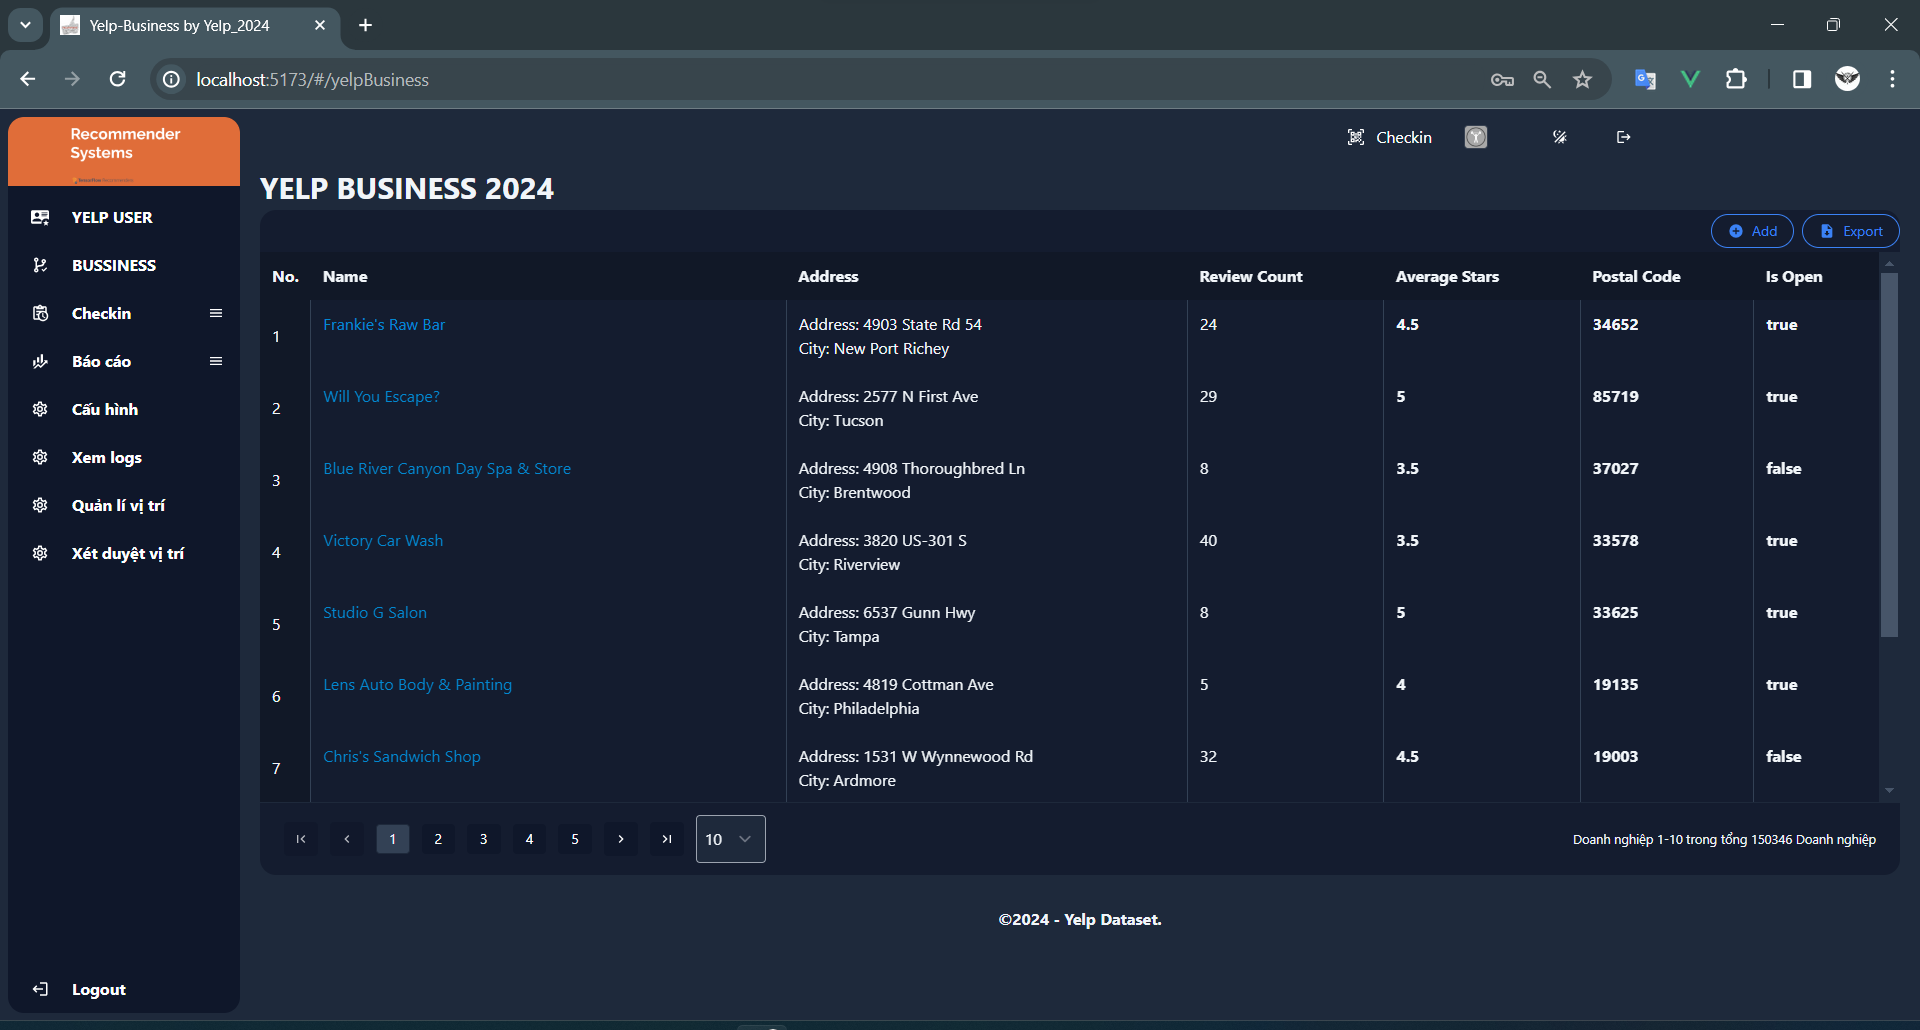 Yelp-Business by Yelp_2024
localhost:5173/#/yelpBusiness
Recommender
Systems
Checkin
YELP USER
BUSSINESS
Checkin
Báo cáo
Cấu hình
Xem logs
Quản lí vị trí
Xét duyệt vị trí
Logout
YELP BUSINESS 2024
Add
Export
No. Name Address Review Count Average Stars Postal Code Is Open
1 Frankie's Raw Bar Address: 4903 State Rd 54 24 4.5 34652 true
City: New Port Richey
2 Will You Escape? Address: 2577 N First Ave 29 5 85719 true
City: Tucson
3 Blue River Canyon Day Spa & Store Address: 4908 Thoroughbred Ln 8 3.5 37027 false
City: Brentwood
4 Victory Car Wash Address: 3820 US-301 S 40 3.5 33578 true
City: Riverview
5 Studio G Salon Address: 6537 Gunn Hwy 8 5 33625 true
City: Tampa
6 Lens Auto Body & Painting Address: 4819 Cottman Ave 5 4 19135 true
City: Philadelphia
7 Chris's Sandwich Shop Address: 1531 W Wynnewood Rd 32 4.5 19003 false
City: Ardmore
1 2 3 4 5 10
Doanh nghiệp 1-10 trong tổng 150346 Doanh nghiệp
©2024 - Yelp Dataset.